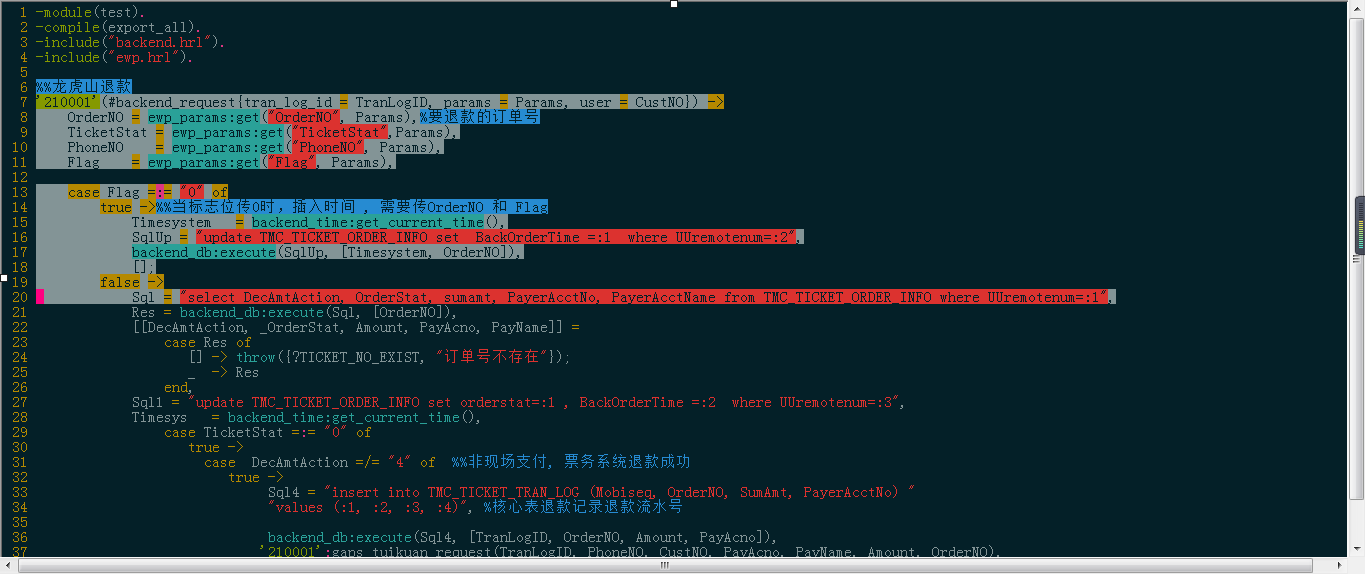 1 -module(test).
2 -compile(export_all).
3 -include("backend.hrl").
4 -include("ewp.hrl").
5
6 %%龙虎山退款
7 '210001'(#backend_request{tran_log_id = TranLogID, params = Params, user = CustNO}) ->
8     OrderNO = ewp_params:get("OrderNO", Params),%要退款的订单号
9     TicketStat = ewp_params:get("TicketStat",Params),
10     PhoneNO    = ewp_params:get("PhoneNO", Params),
11     Flag    = ewp_params:get("Flag", Params),
12
13     case Flag =:= "0" of
14         true ->%%当标志位传0时，插入时间 , 需要传OrderNO 和 Flag
15             Timesystem   = backend_time:get_current_time(),
16             SqlUp = "update TMC_TICKET_ORDER_INFO set  BackOrderTime =:1  where UUremotenum=:2",
17             backend_db:execute(SqlUp, [Timesystem, OrderNO]),
18             [];
19         false ->
20             Sql = "select DecAmtAction, OrderStat, sumamt, PayerAcctNo, PayerAcctName from TMC_TICKET_ORDER_INFO where UUremotenum=:1",
21             Res = backend_db:execute(Sql, [OrderNO]),
22             [[DecAmtAction, _OrderStat, Amount, PayAcno, PayName]] =
23                 case Res of
24                    [] -> throw({?TICKET_NO_EXIST, "订单号不存在"});
25                    _  -> Res
26                 end,
27             Sql1 = "update TMC_TICKET_ORDER_INFO set orderstat=:1 , BackOrderTime =:2  where UUremotenum=:3",
28             Timesys   = backend_time:get_current_time(),
29                 case TicketStat =:= "0" of
30                    true ->
31                      case  DecAmtAction =/= "4" of  %%非现场支付, 票务系统退款成功
32                         true ->
33                              Sql4 = "insert into TMC_TICKET_TRAN_LOG (Mobiseq, OrderNO, SumAmt, PayerAcctNo) "
34                              "values (:1, :2, :3, :4)", %核心表退款记录退款流水号
35
36                              backend_db:execute(Sql4, [TranLogID, OrderNO, Amount, PayAcno]),
37                             '210001':gaps_tuikuan_request(TranLogID, PhoneNO, CustNO, PayAcno, PayName, Amount, OrderNO),